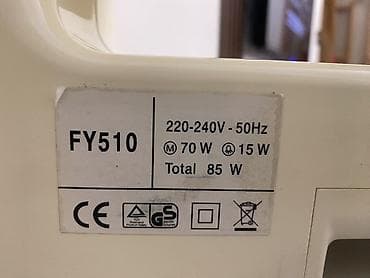 FY510
220-240V - 50Hz
Ⓜ 70 W 15 W
Total 85 W
CE GS